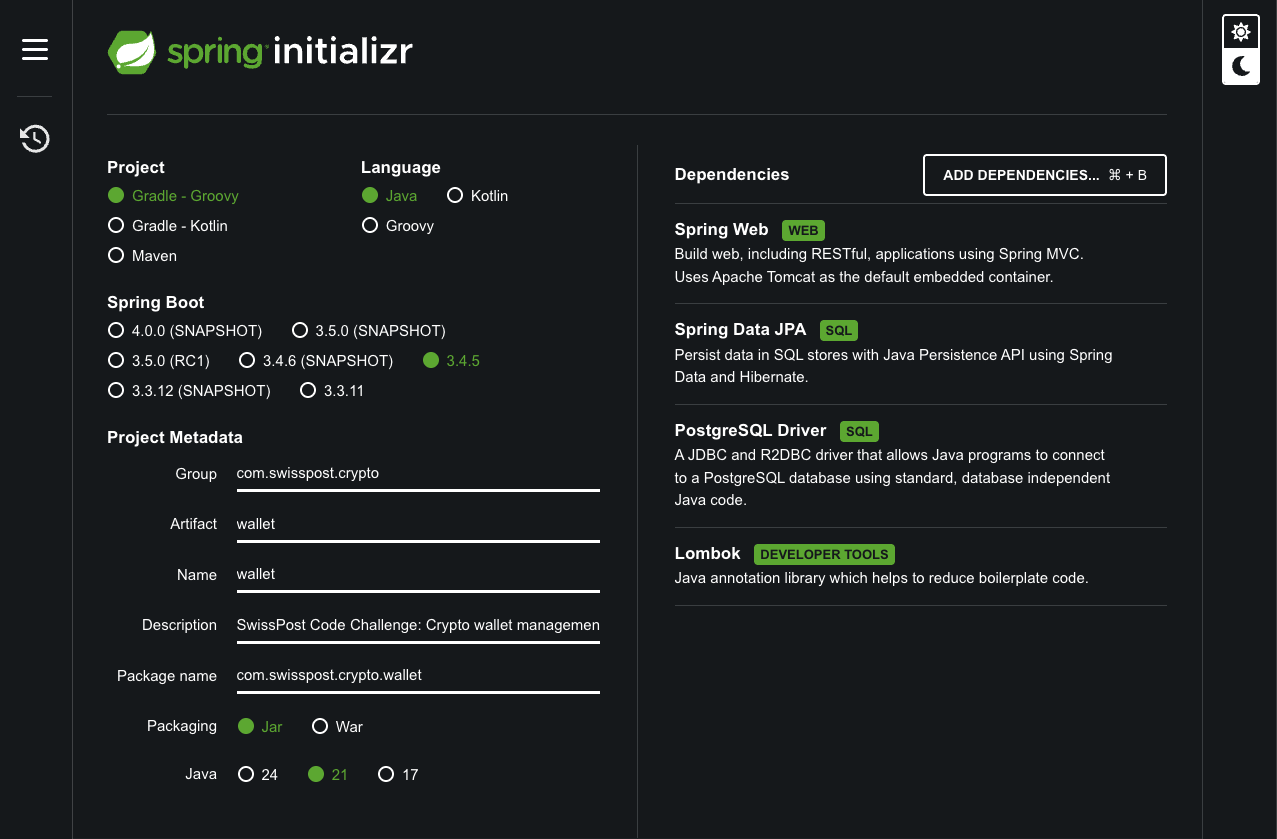 spring initializr
Project
Gradle - Groovy
Gradle - Kotlin
Maven
Language
Java Kotlin
Groovy
Spring Boot
4.0.0 (SNAPSHOT) 3.5.0 (SNAPSHOT)
3.5.0 (RC1) 3.4.6 (SNAPSHOT) 3.4.5
3.3.12 (SNAPSHOT) 3.3.11
Project Metadata
Group com.swisspost.crypto
Artifact wallet
Name wallet
Description SwissPost Code Challenge: Crypto wallet managemen
Package name com.swisspost.crypto.wallet
Packaging Jar War
Java 24 21 17
Dependencies ADD DEPENDENCIES... ⌘ + B
Spring Web WEB
Build web, including RESTful, applications using Spring MVC.
Uses Apache Tomcat as the default embedded container.
Spring Data JPA SQL
Persist data in SQL stores with Java Persistence API using Spring
Data and Hibernate.
PostgreSQL Driver SQL
A JDBC and R2DBC driver that allows Java programs to connect
to a PostgreSQL database using standard, database independent
Java code.
Lombok DEVELOPER TOOLS
Java annotation library which helps to reduce boilerplate code.